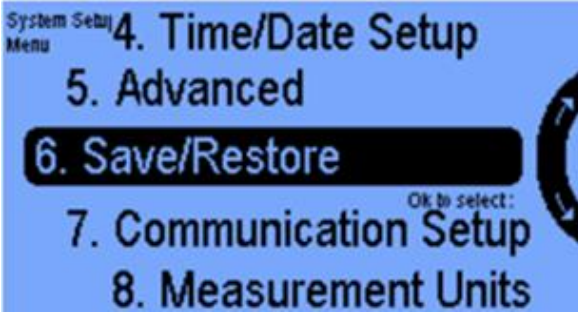 System Setup
Menu
4. Time/Date Setup
5. Advanced
6. Save/Restore
Ok to select:
7. Communication Setup
8. Measurement Units